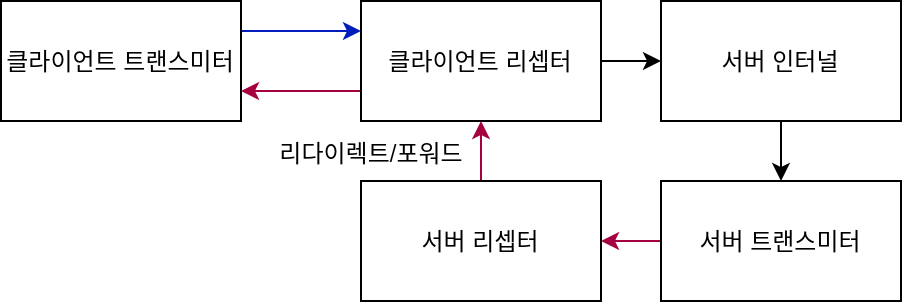 클라이언트 트랜스미터
클라이언트 리셉터
서버 인터널
리다이렉트/포워드
서버 리셉터
서버 트랜스미터